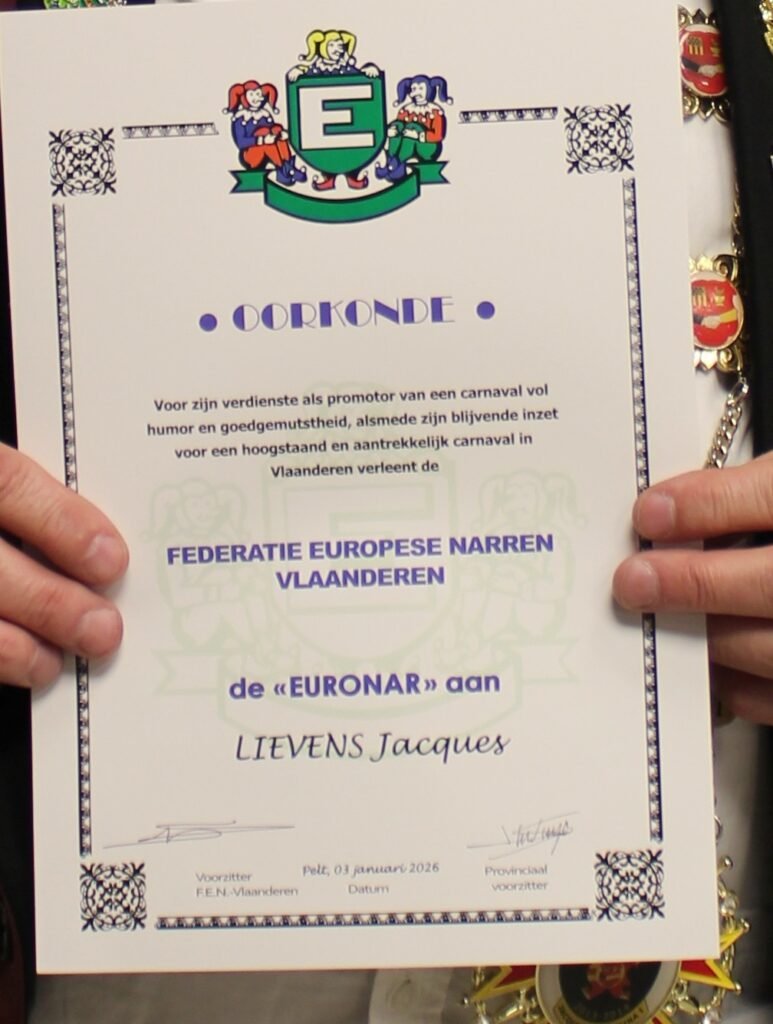 E
• OORKONDE •
Voor zijn verdienste als promotor van een carnaval vol
humor en goedgemutstheid, alsmede zijn blijvende inzet
voor een hoogstaand en aantrekkelijk carnaval in
Vlaanderen verleent de
FEDERATIE EUROPESE NARREN
VLAANDEREN
de «EURONAR» aan
LIEVENS Jacques
Voorzitter
F.E.N.-Vlaanderen
Pelt, 03 januari 2026
Datum
Provinciaal
voorzitter